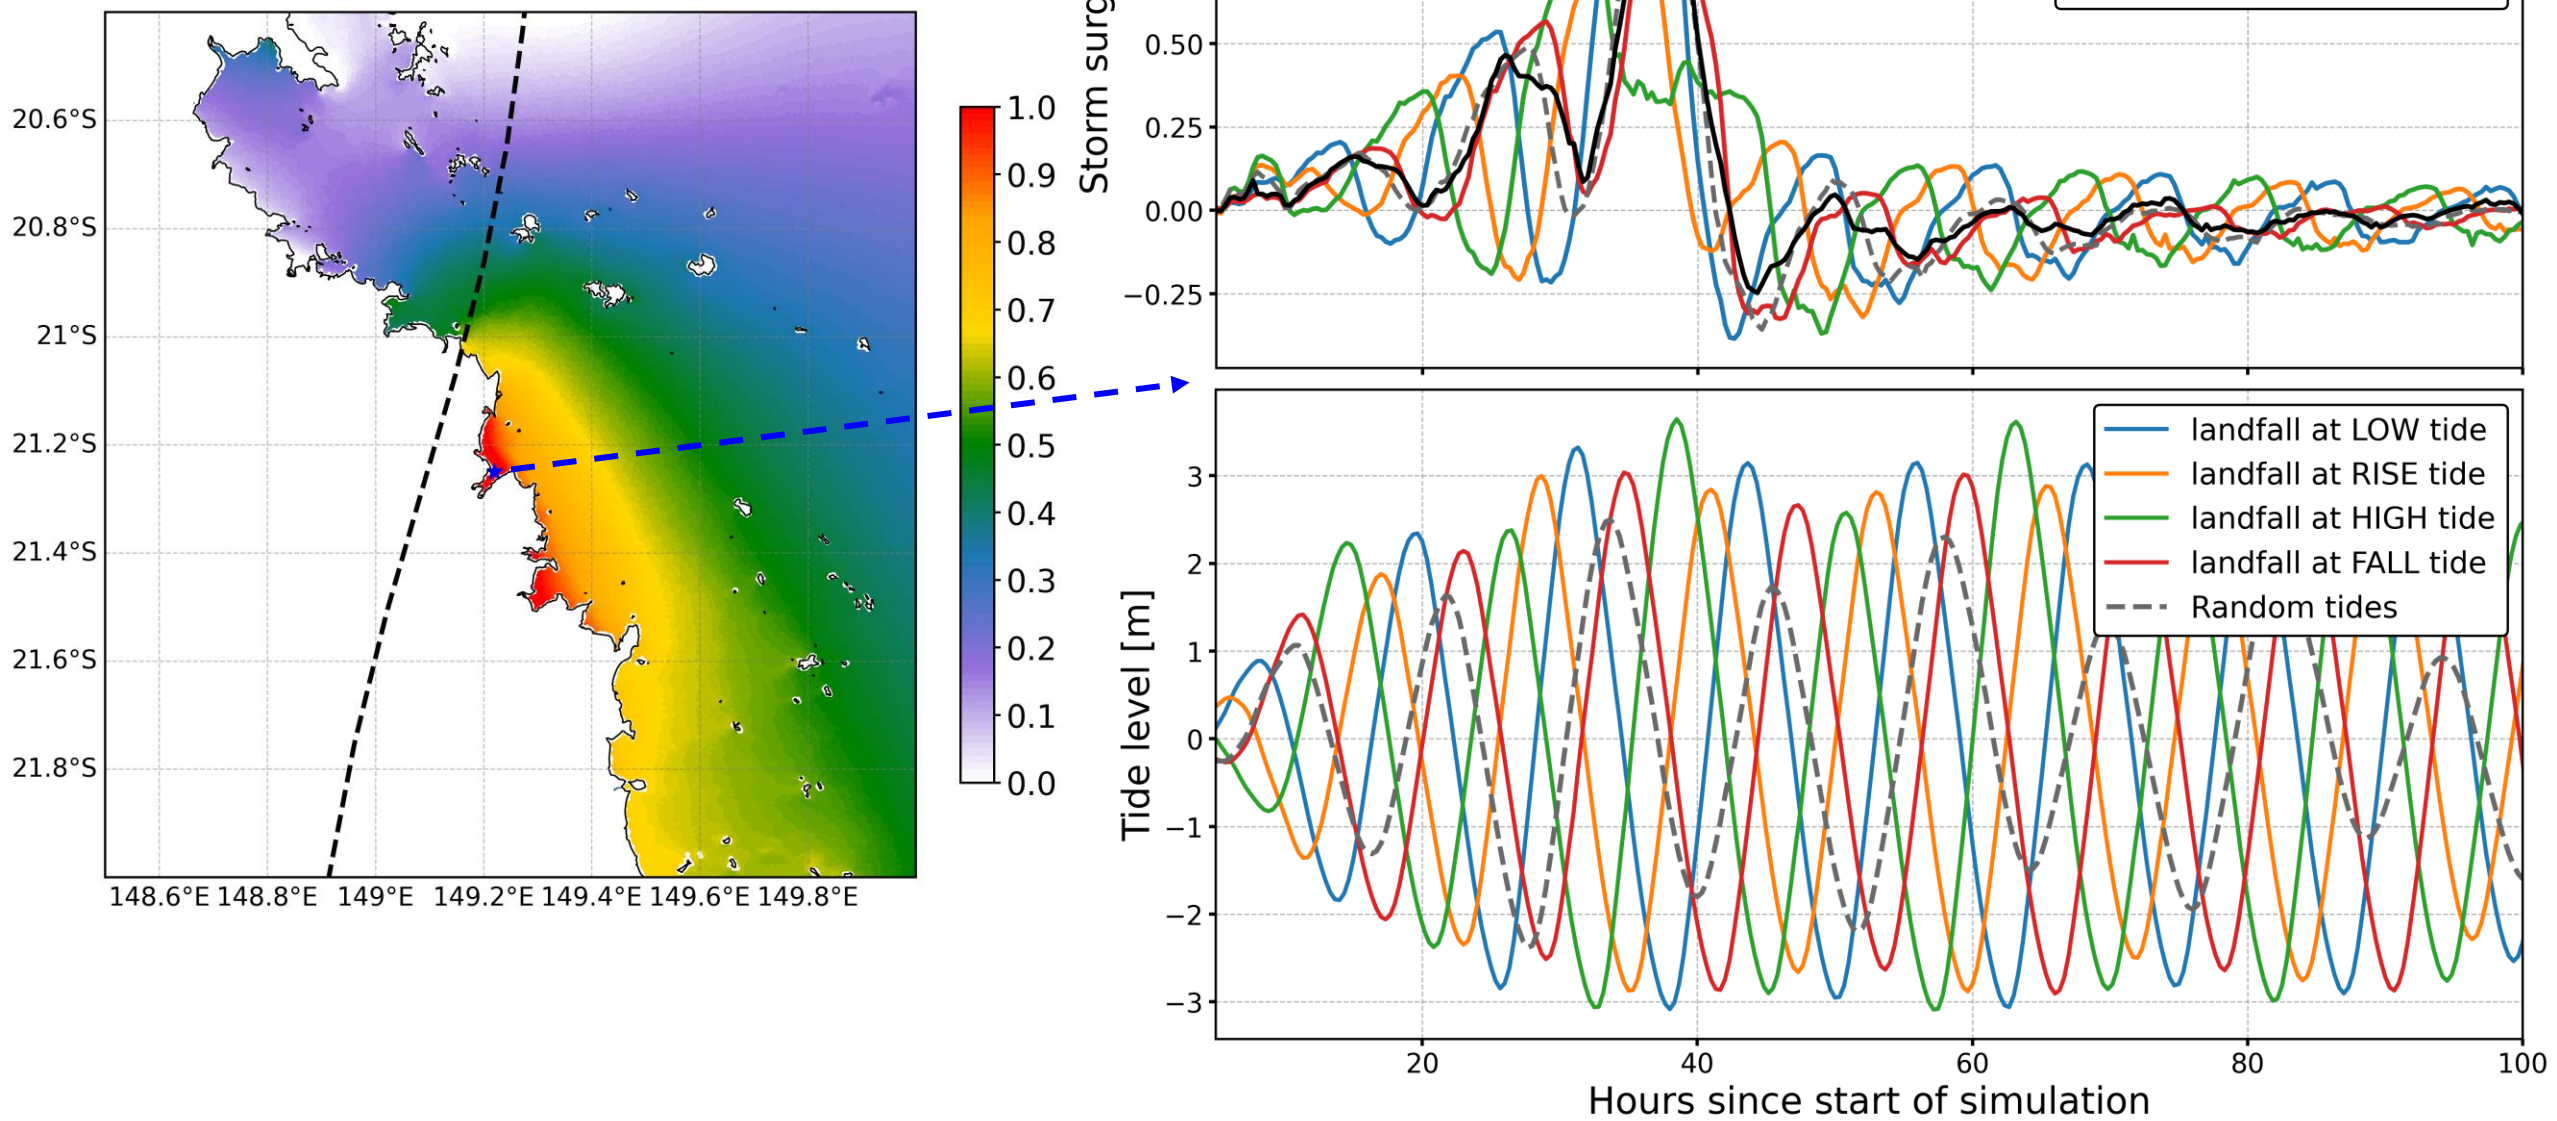 20.6°S
20.8°S
21°S
21.2°S
21.4°S
21.6°S
21.8°S
148.6°E 148.8°E 149°E 149.2°E 149.4°E 149.6°E 149.8°E
1.0
0.9
0.8
0.7
0.6
0.5
0.4
0.3
0.2
0.1
0.0
Storm surg
0.50
0.25
0.00
−0.25
Tide level [m]
3
2
1
0
−1
−2
−3
landfall at LOW tide
landfall at RISE tide
landfall at HIGH tide
landfall at FALL tide
Random tides
20 40 60 80 100
Hours since start of simulation